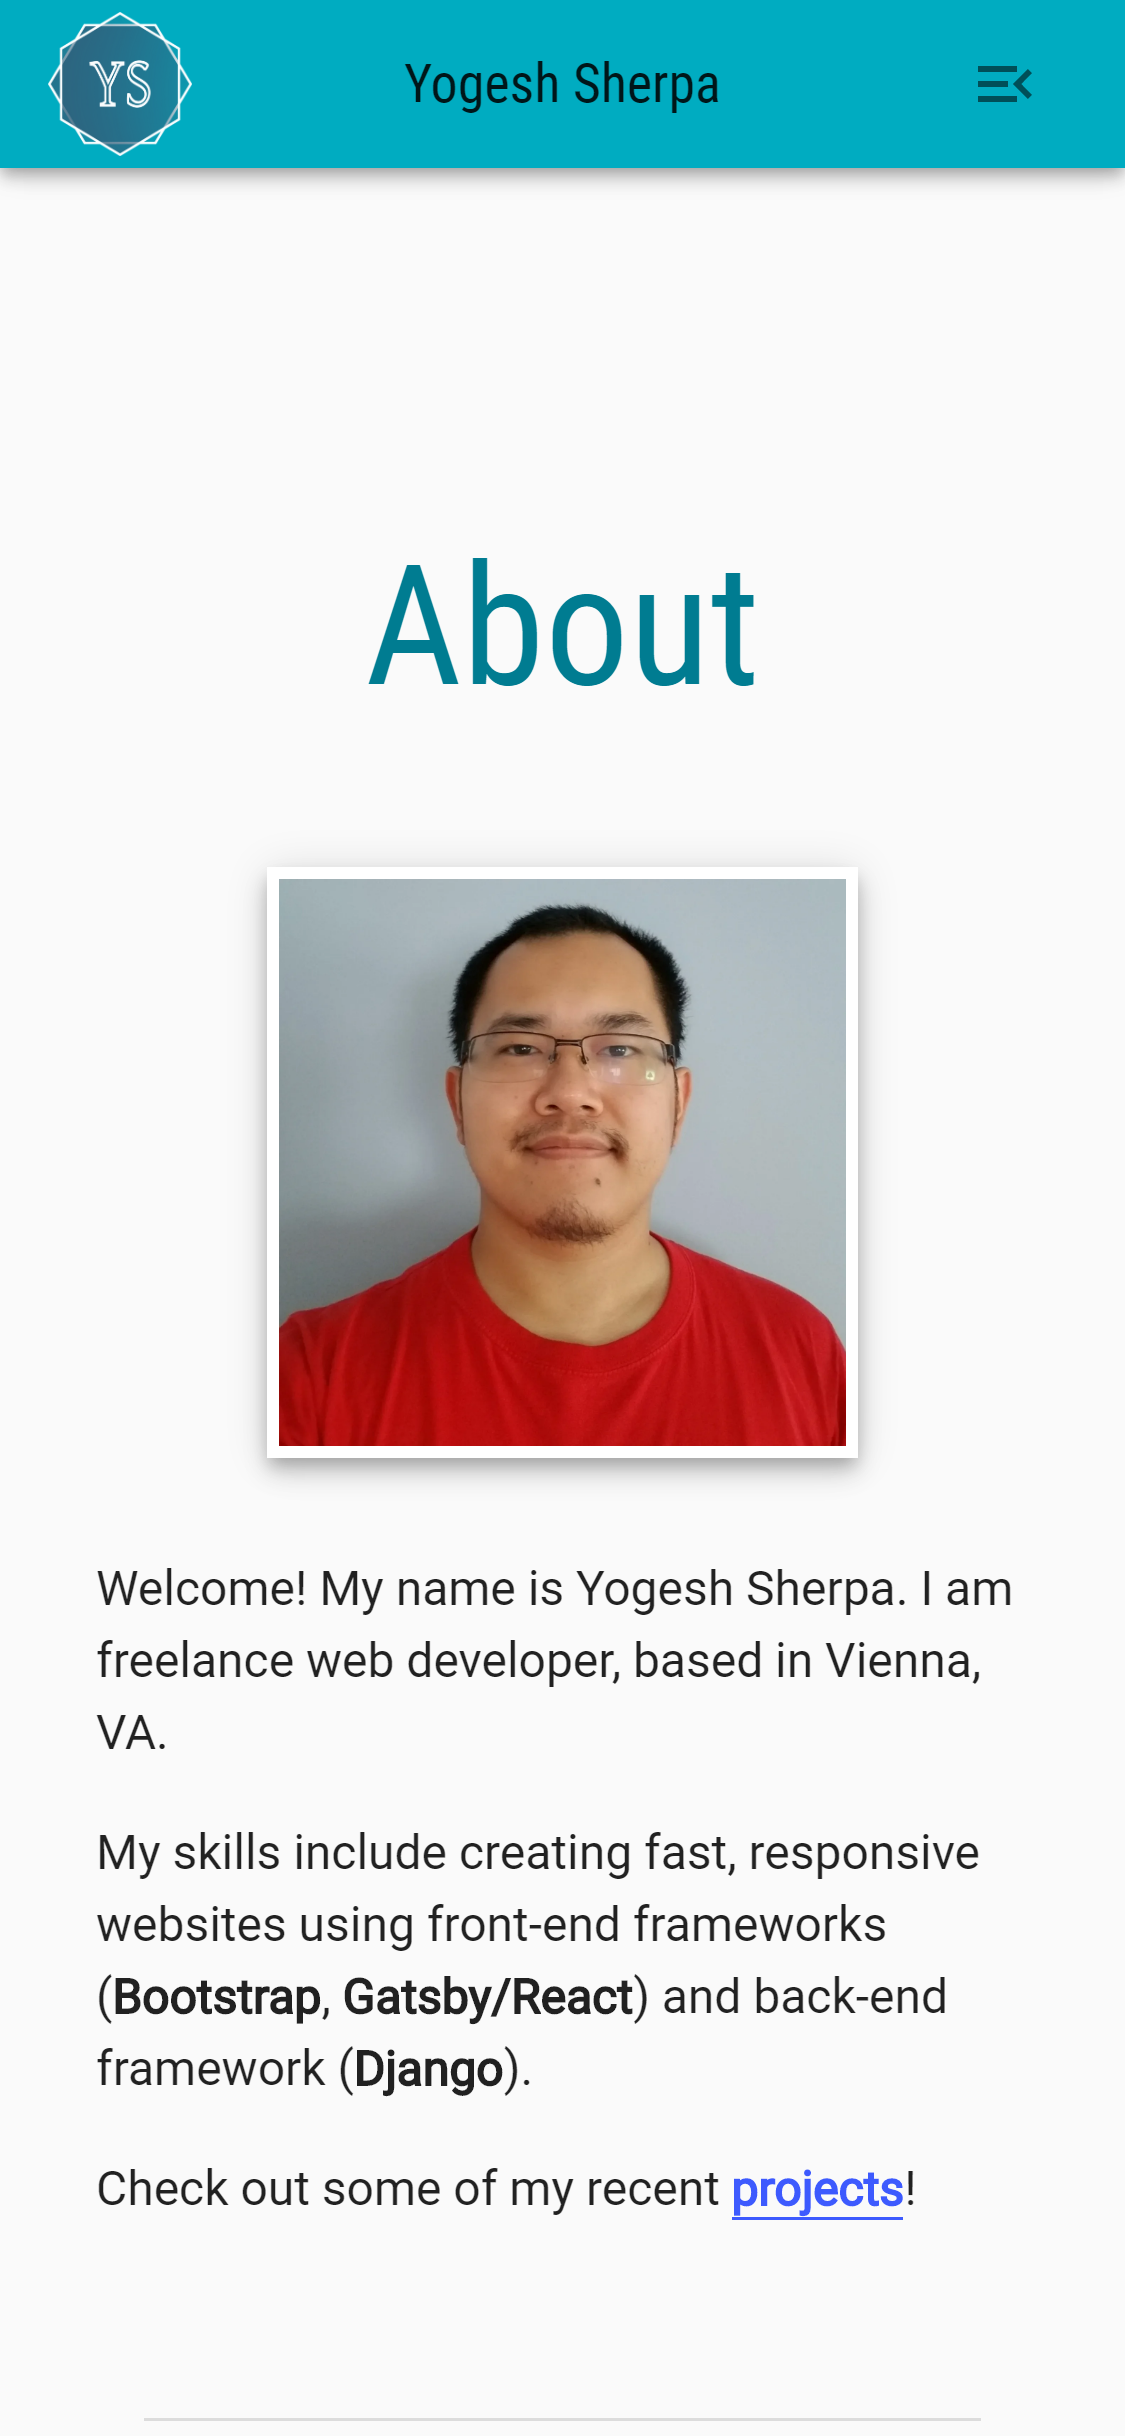 YS
Yogesh Sherpa
About
Welcome! My name is Yogesh Sherpa. I am
freelance web developer, based in Vienna,
VA.
My skills include creating fast, responsive
websites using front-end frameworks
(Bootstrap, Gatsby/React) and back-end
framework (Django).
Check out some of my recent projects!